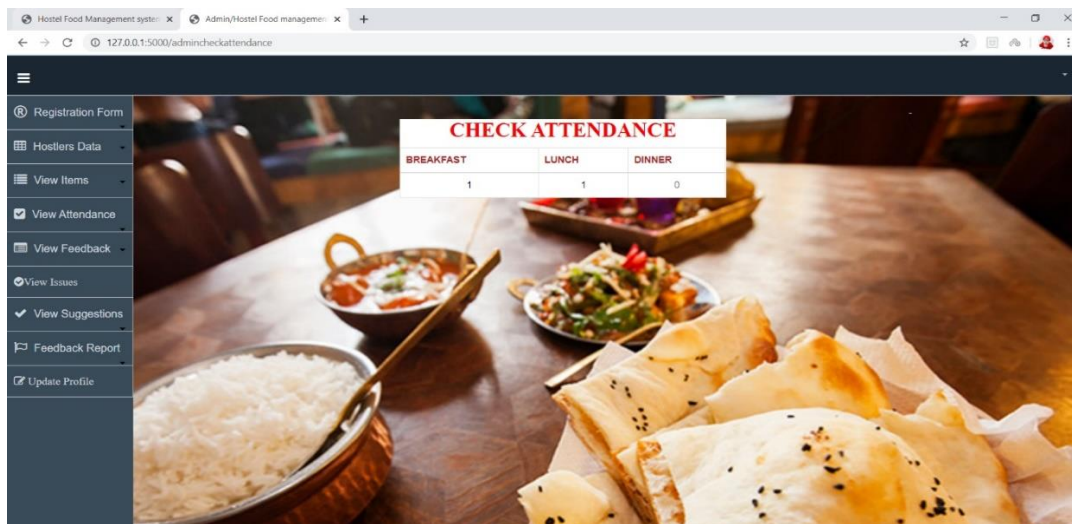 Hostel Food Management system
Admin/Hostel Food managemen
127.0.0.1:5000/admincheckattendance
Registration Form
Hostlers Data
View Items
View Attendance
View Feedback
View Issues
View Suggestions
Feedback Report
Update Profile
CHECK ATTENDANCE
BREAKFAST LUNCH DINNER
1 1 0